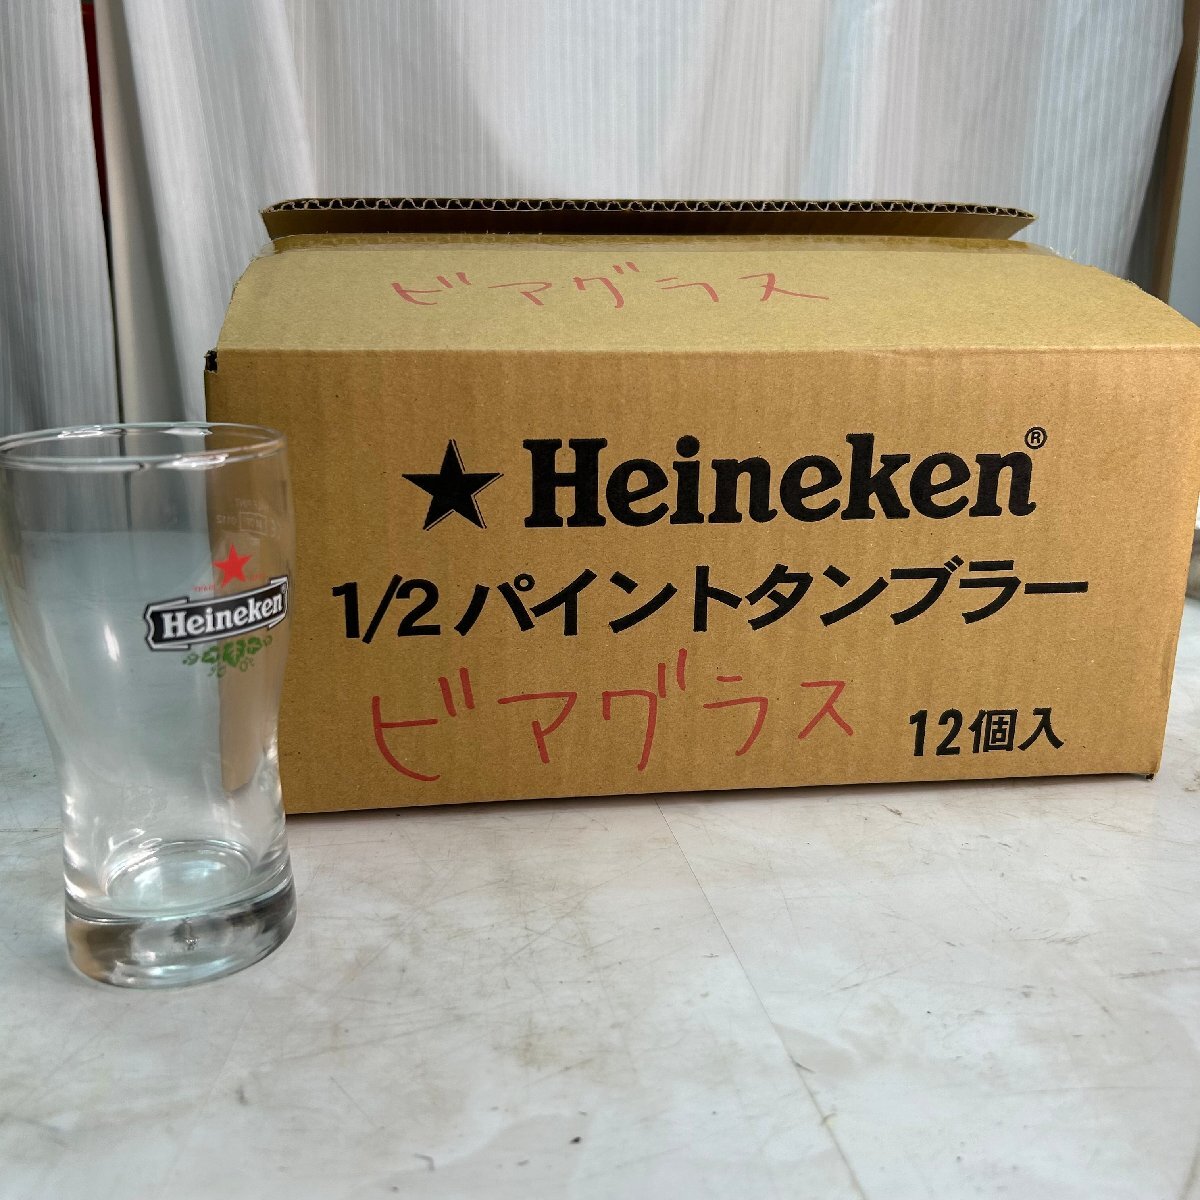 ビアグラス
★Heineken®
1/2パイントタンブラー
ビアグラス
12個入
Heineken